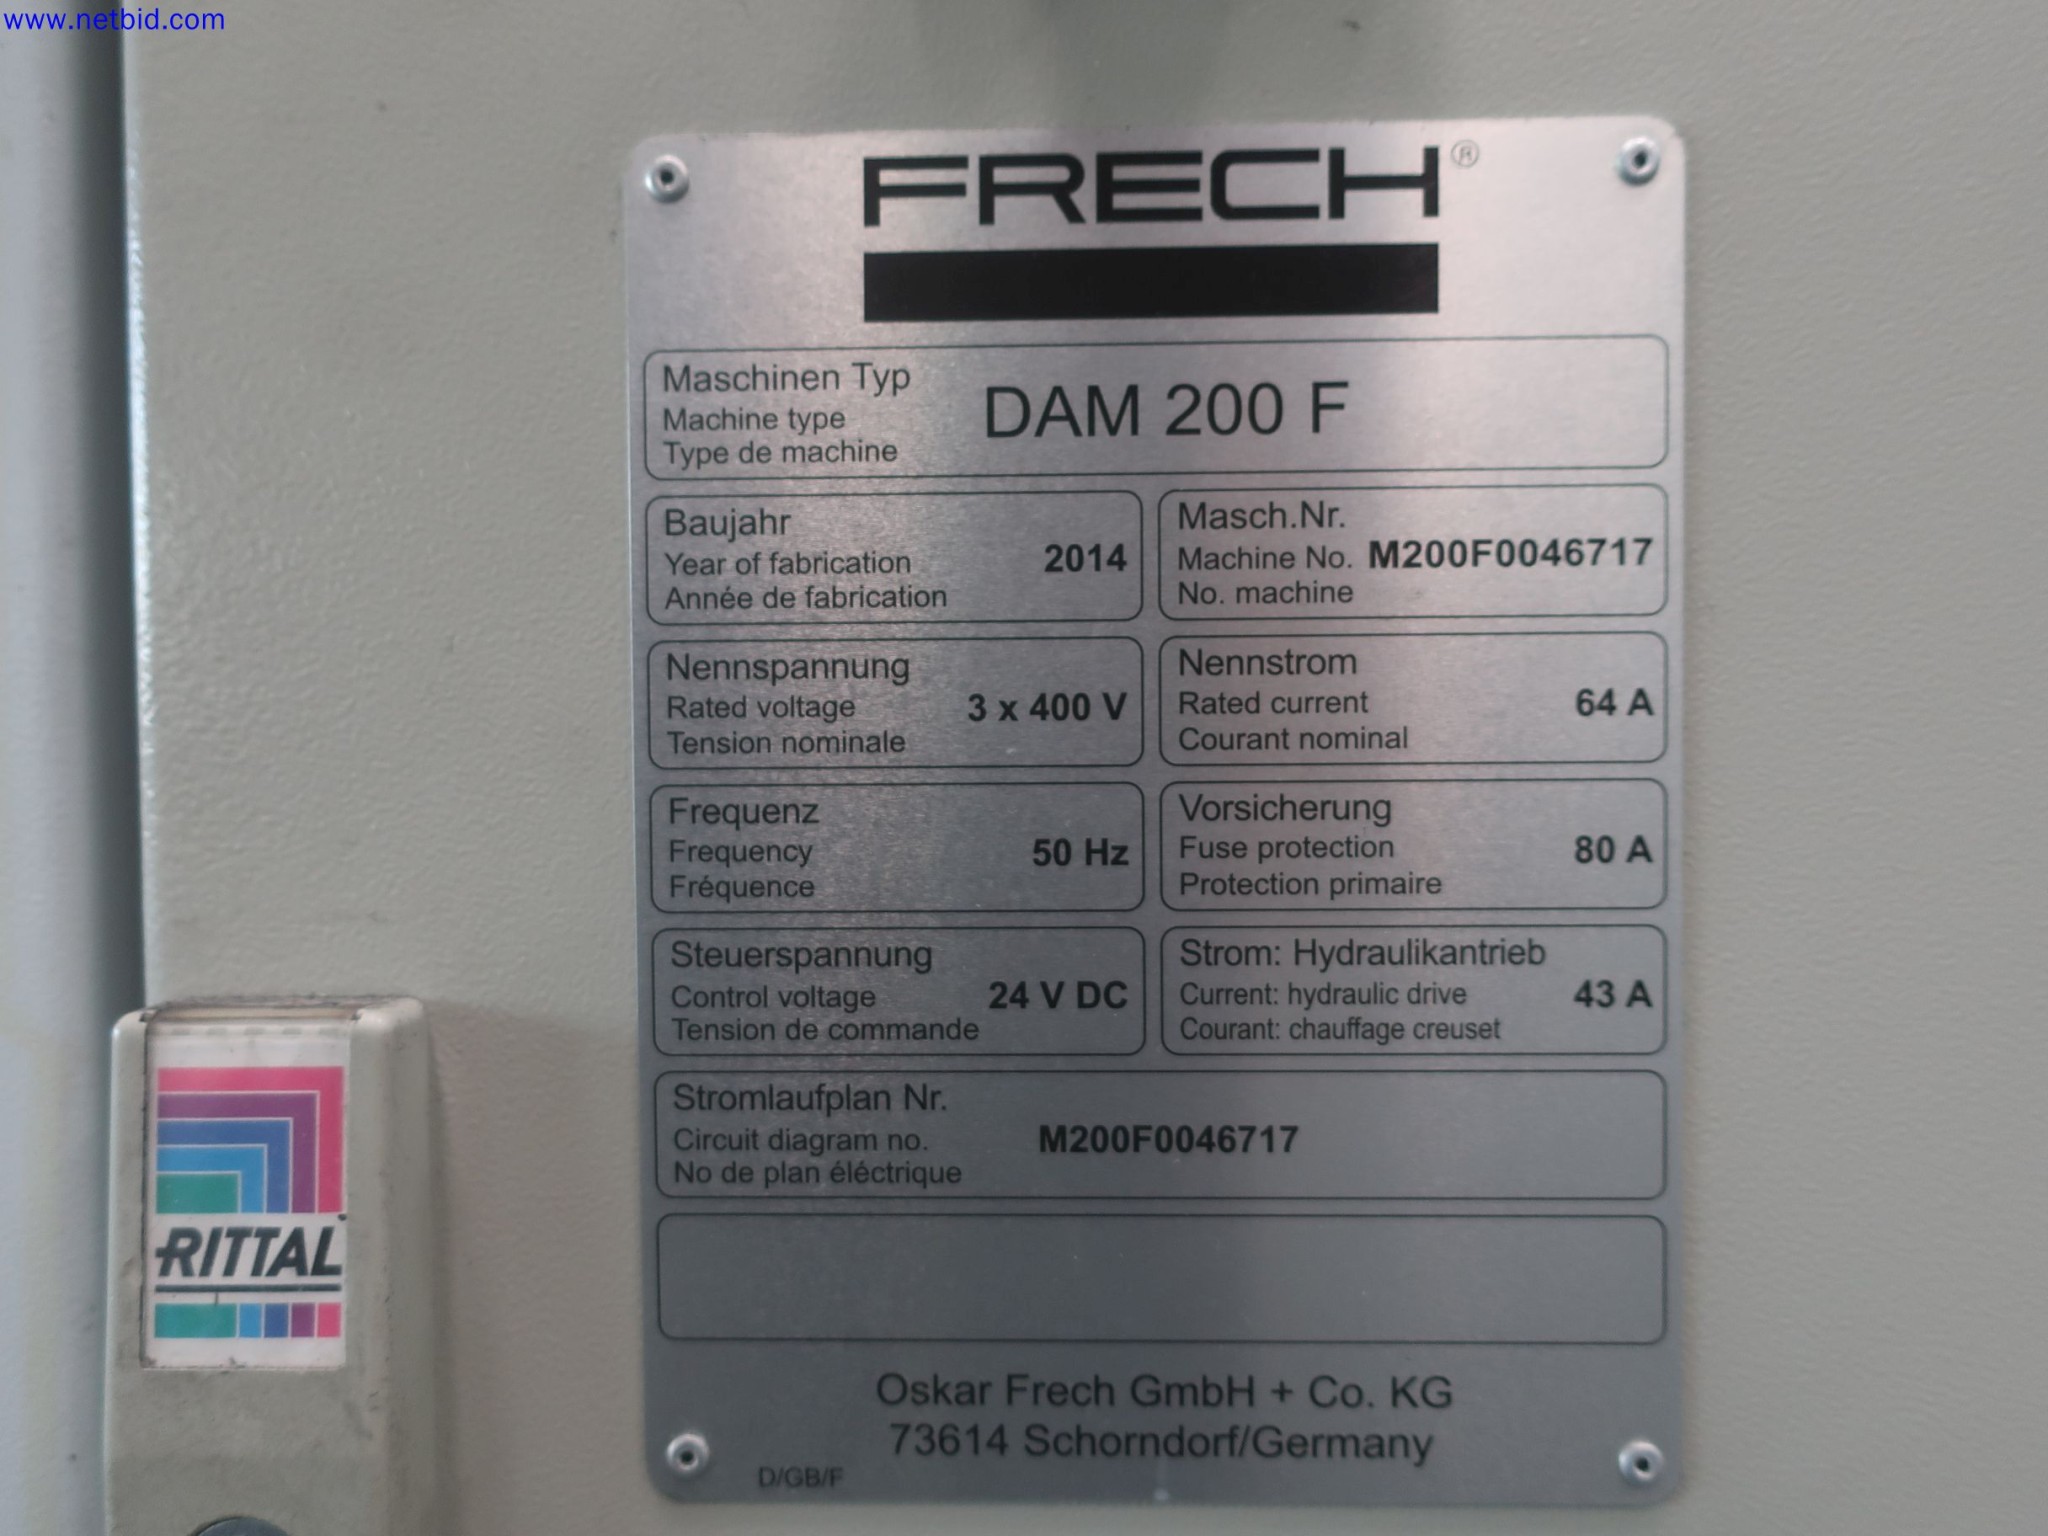 www.netbid.com
FRECH®
Maschinen Typ
Machine type
Type de machine
DAM 200 F
Baujahr
Year of fabrication
Année de fabrication
2014
Masch.Nr.
Machine No.
No. machine
M200F0046717
Nennspannung
Rated voltage
Tension nominale
3 x 400 V
Nennstrom
Rated current
Courant nominal
64 A
Frequenz
Frequency
Fréquence
50 Hz
Vorsicherung
Fuse protection
Protection primaire
80 A
Steuerspannung
Control voltage
Tension de commande
24 V DC
Strom: Hydraulikantrieb
Current: hydraulic drive
Courant: chauffage creuset
43 A
Stromlaufplan Nr.
Circuit diagram no.
No de plan éléctrique
M200F0046717
Oskar Frech GmbH + Co. KG
73614 Schorndorf/Germany
D/GB/F
RITTAL